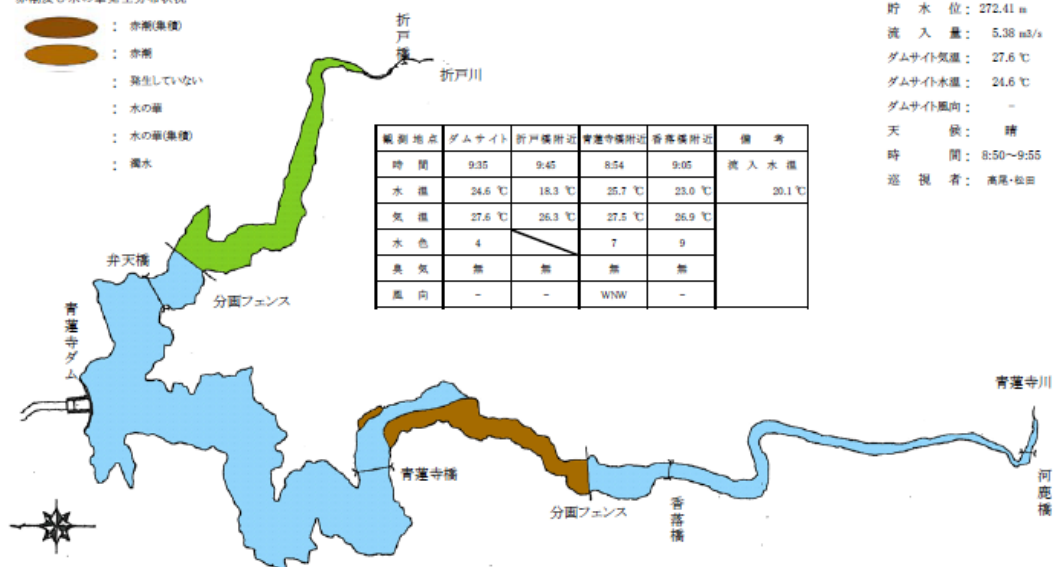 ： 赤潮(集積)
： 赤潮
： 発生していない
： 水の華
： 水の華(集積)
： 濁水
貯水位： 272.41 m
流入量： 5.38 m3/s
ダムサイト気温： 27.6 ℃
ダムサイト水温： 24.6 ℃
ダムサイト風向： -
天候： 晴
時間： 8:50～9:55
巡視者： 高尾・松田
折戸橋
折戸川
観測地点 ダムサイト 折戸橋附近 青蓮寺橋附近 香落橋附近 備考
時間 9:35 9:45 8:54 9:05 流入水温
水温 24.6 ℃ 18.3 ℃ 25.7 ℃ 23.0 ℃ 20.1 ℃
気温 27.6 ℃ 26.3 ℃ 27.5 ℃ 26.9 ℃
水色 4 7 9
臭気 無 無 無 無
風向 - - WNW -
弁天橋
分画フェンス
青蓮寺ダム
青蓮寺川
青蓮寺橋
分画フェンス
香落橋
河鹿橋